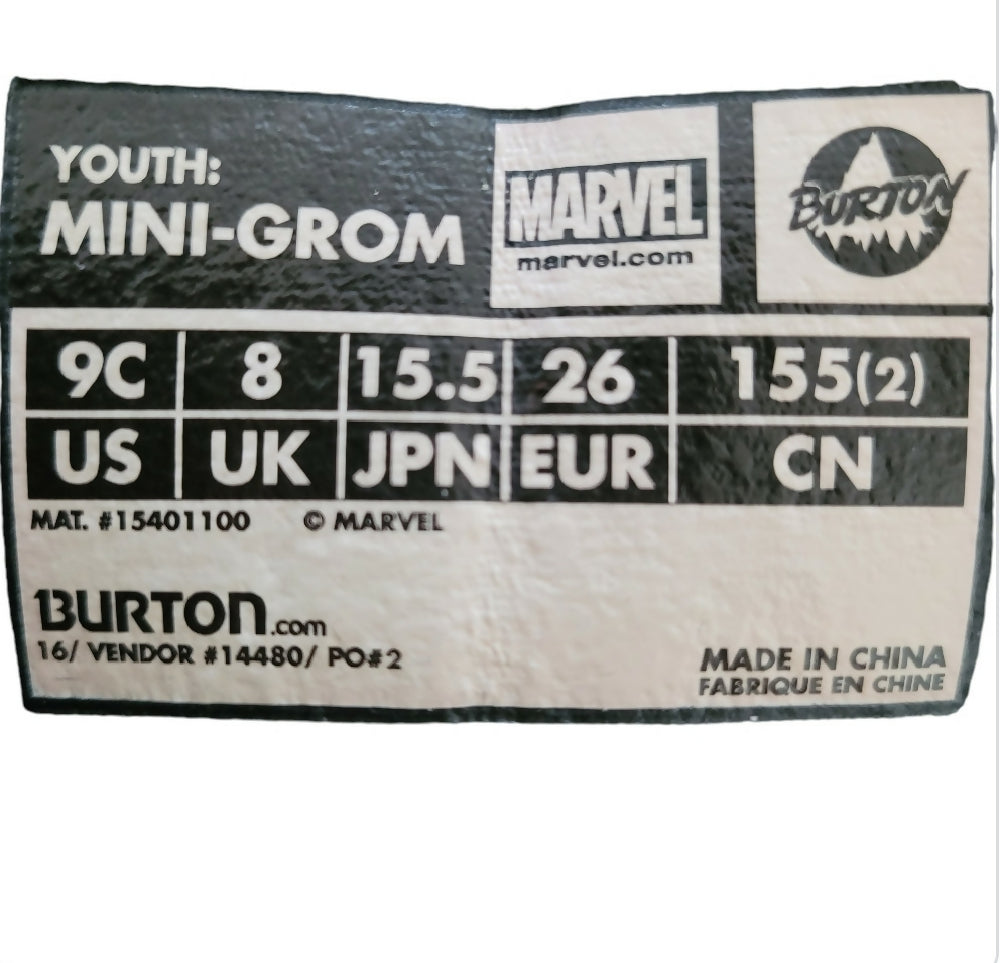 YOUTH:
MINI-GROM
MARVEL
marvel.com
BURTON
9C 8 15.5 26 155(2)
US UK JPN EUR CN
MAT. #15401100 © MARVEL
BURTON.com
16/ VENDOR #14480/ PO#2
MADE IN CHINA
FABRIQUE EN CHINE